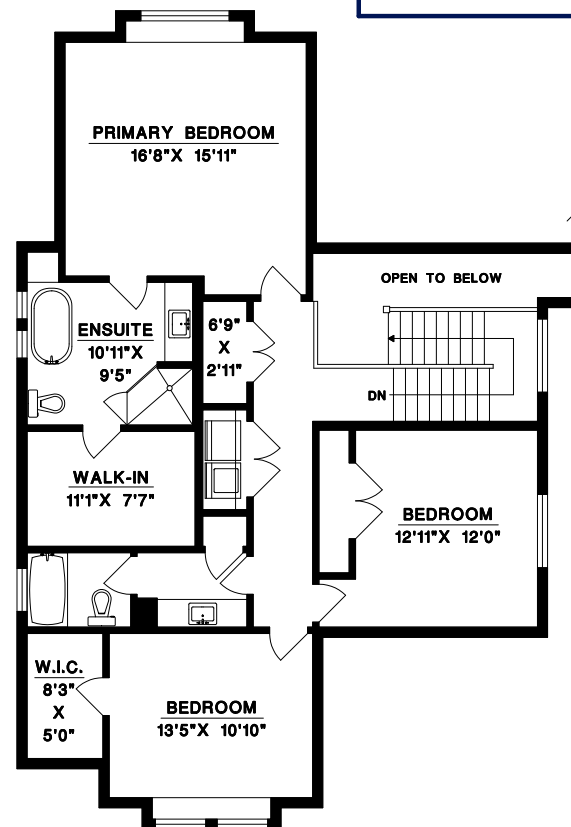 PRIMARY BEDROOM
16'8"X 15'11"
OPEN TO BELOW
ENSUITE
10'11"X
9'5"
6'9"
X
2'11"
DN
WALK-IN
11'1"X 7'7"
BEDROOM
12'11"X 12'0"
W.I.C.
8'3"
X
5'0"
BEDROOM
13'5"X 10'10"